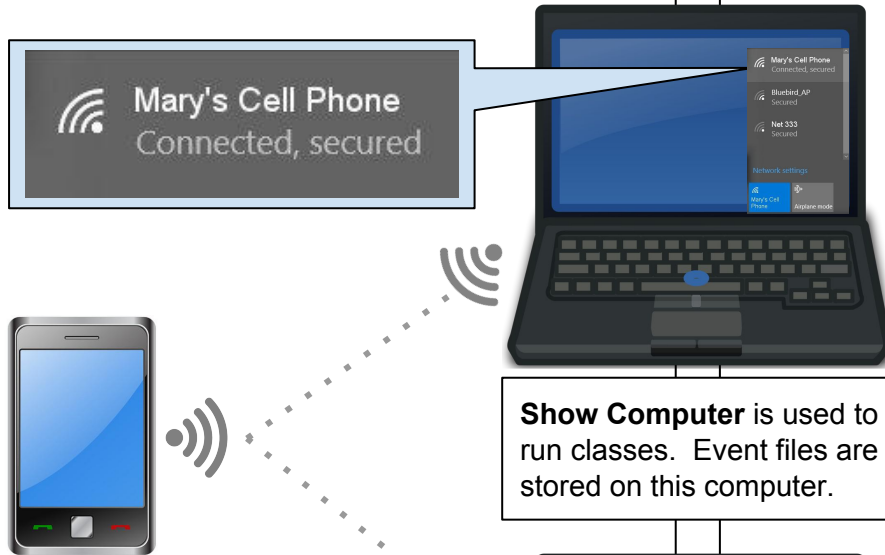 Mary's Cell Phone
Connected, secured
Mary's Cell Phone
Connected, secured
Bluebird_AP
Secured
Net 333
Secured
Network settings
Mary's Cell
Phone
Airplane mode
Show Computer is used to
run classes.  Event files are
stored on this computer.